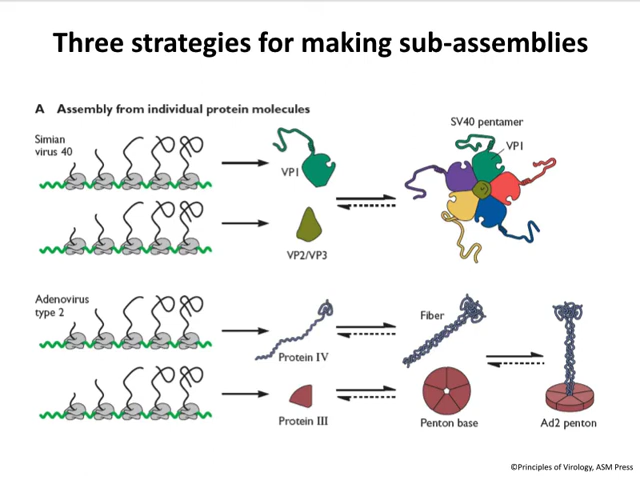 Three strategies for making sub-assemblies
A Assembly from individual protein molecules
Simian
virus 40
VP1
VP2/VP3
SV40 pentamer
VP1
Adenovirus
type 2
Protein IV
Fiber
Protein III
Penton base
Ad2 penton
©Principles of Virology, ASM Press